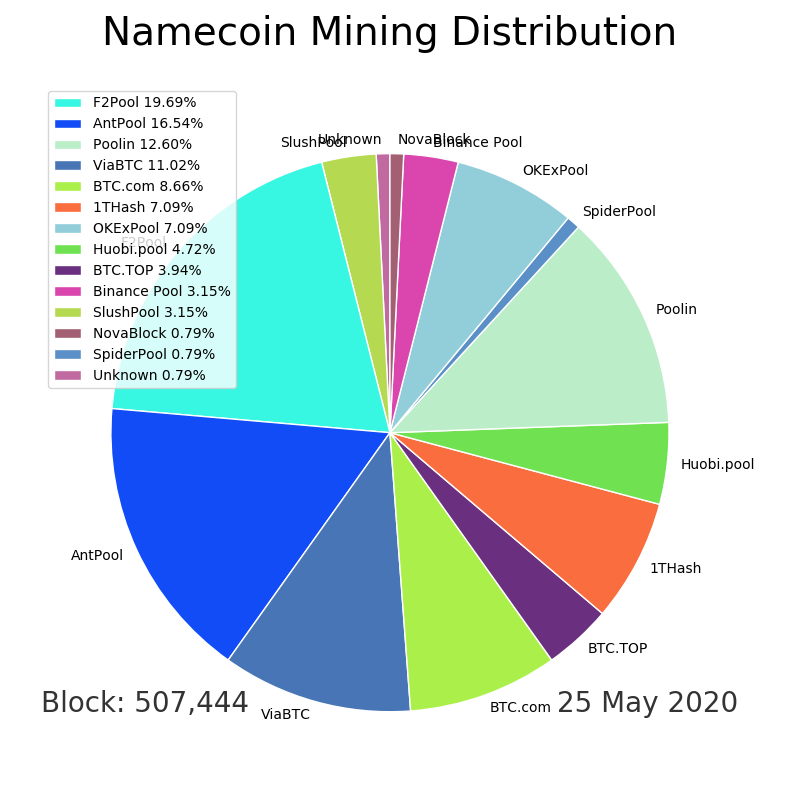 Namecoin Mining Distribution
F2Pool 19.69%
AntPool 16.54%
Poolin 12.60%
ViaBTC 11.02%
BTC.com 8.66%
1THash 7.09%
OKExPool 7.09%
Huobi.pool 4.72%
BTC.TOP 3.94%
Binance Pool 3.15%
SlushPool 3.15%
NovaBlock 0.79%
SpiderPool 0.79%
Unknown 0.79%
SlushPool
Unknown
NovaBlock
Binance Pool
OKExPool
SpiderPool
F2Pool
Poolin
Huobi.pool
AntPool
1THash
BTC.TOP
ViaBTC
BTC.com
Block: 507,444
25 May 2020